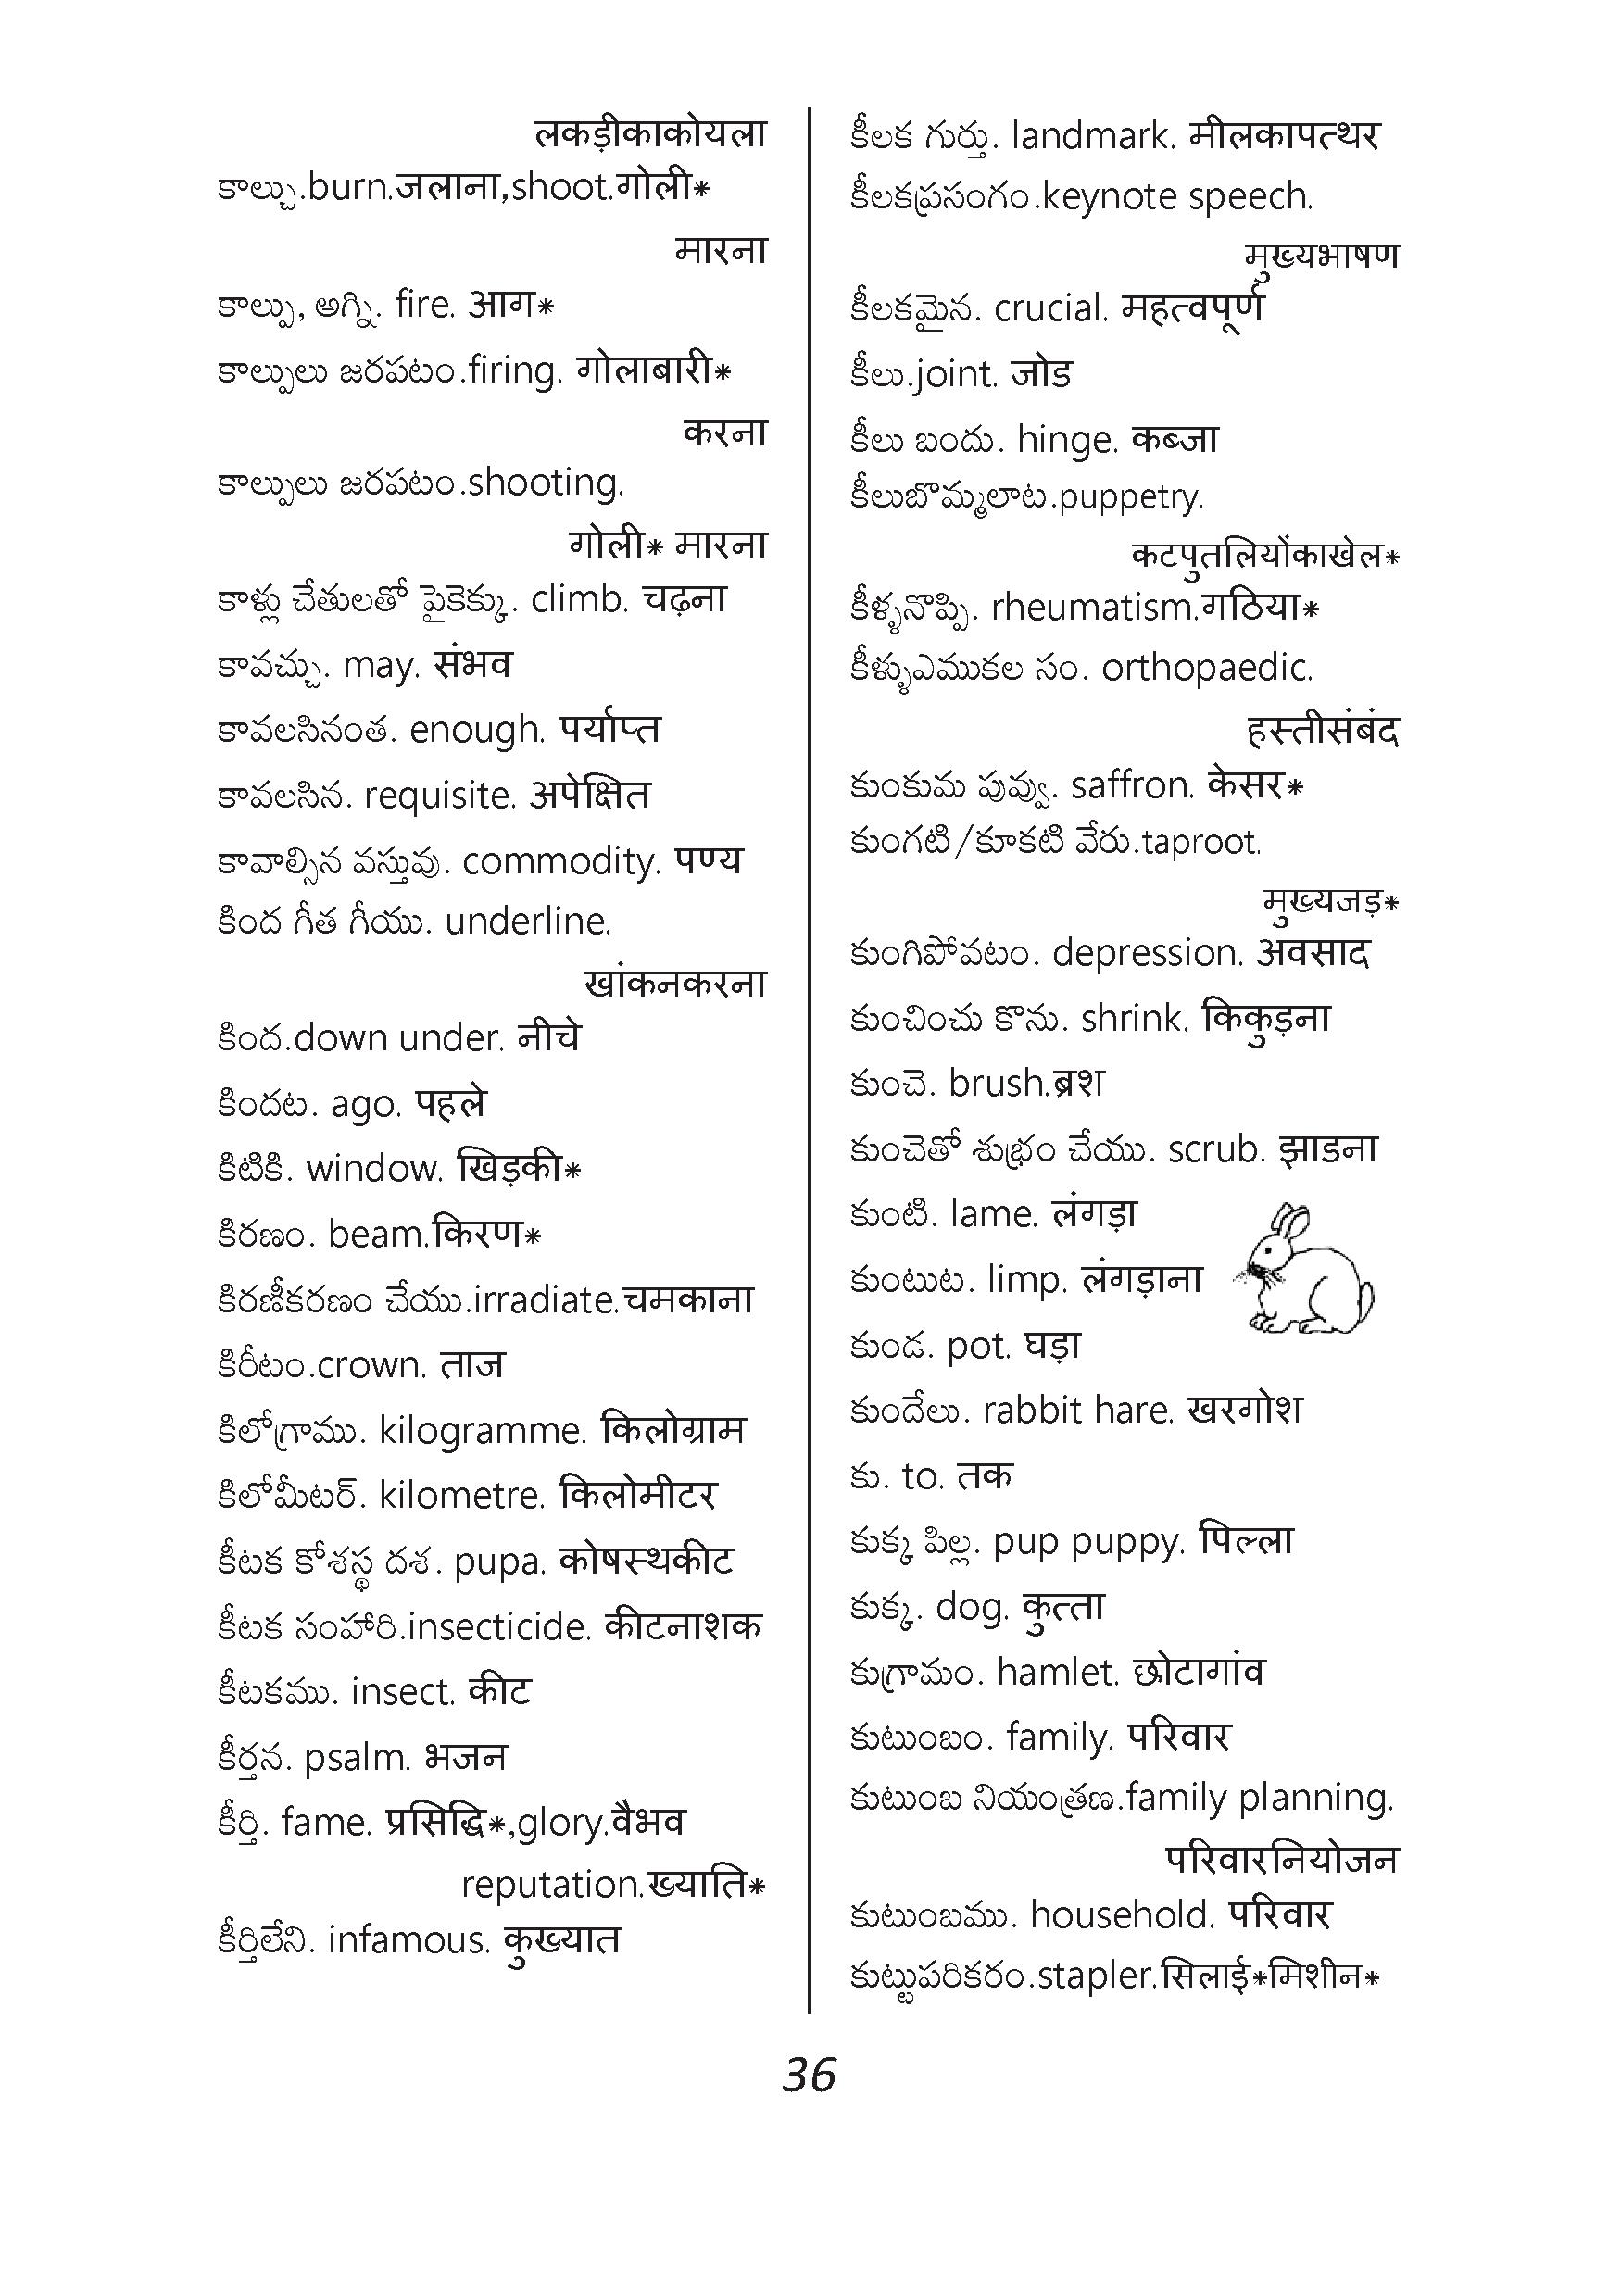 लकड़ीकाकोयला
కాల్చు.burn.जलाना,shoot.गोली*
मारना
కాల్పు, అగ్ని. fire. आग*
కాల్పులు జరపటం.firing. गोलाबारी*
करना
కాల్పులు జరపటం.shooting.
गोली* मारना
కాళ్లు చేతులతో పైకెక్కు. climb. चढ़ना
కావచ్చు. may. संभव
కావలసినంత. enough. पर्याप्त
కావలసిన. requisite. अपेक्षित
కావాల్సిన వస్తువు. commodity. पण्य
కింద గీత గీయు. underline.
खांकनकरना
కింద.down under. नीचे
కిందట. ago. पहले
కిటికి. window. खिड़की*
కిరణం. beam.किरण*
కిరణీకరణం చేయు.irradiate.चमकाना
కిరీటం.crown. ताज
కిలోగ్రాము. kilogramme. किलोग्राम
కిలోమీటర్. kilometre. किलोमीटर
కీటక కోశస్థ దశ. pupa. कोषस्थकीट
కీటక సంహారి.insecticide. कीटनाशक
కీటకము. insect. कीट
కీర్తన. psalm. भजन
కీర్తి. fame. प्रसिद्धि*,glory.वैभव
reputation.ख्याति*
కీర్తిలేని. infamous. कुख्यात
కీలక గుర్తు. landmark. मीलकापत्थर
కీలకప్రసంగం.keynote speech.
मुख्यभाषण
కీలకమైన. crucial. महत्वपूर्ण
కీలు.joint. जोड
కీలు బందు. hinge. कब्जा
కీలుబొమ్మలాట.puppetry.
कटपुतलियोंकाखेल*
కీళ్ళనొప్పి. rheumatism.गठिया*
కీళ్ళుఎముకల సం. orthopaedic.
हस्तीसंबंद
కుంకుమ పువ్వు. saffron. केसर*
కుంగటి/కూకటి వేరు.taproot.
मुख्यजड़*
కుంగిపోవటం. depression. अवसाद
కుంచించు కొను. shrink. किकुड़ना
కుంచె. brush.ब्रश
కుంచెతో శుభ్రం చేయు. scrub. झाडना
కుంటి. lame. लंगड़ा
కుంటుట. limp. लंगड़ाना
కుండ. pot. घड़ा
కుందేలు. rabbit hare. खरगोश
కు. to. तक
కుక్క పిల్ల. pup puppy. पिल्ला
కుక్క. dog. कुत्ता
కుగ్రామం. hamlet. छोटागांव
కుటుంబం. family. परिवार
కుటుంబ నియంత్రణ.family planning.
परिवारनियोजन
కుటుంబము. household. परिवार
కుట్టుపరికరం.stapler.सिलाई*मिशीन*
36